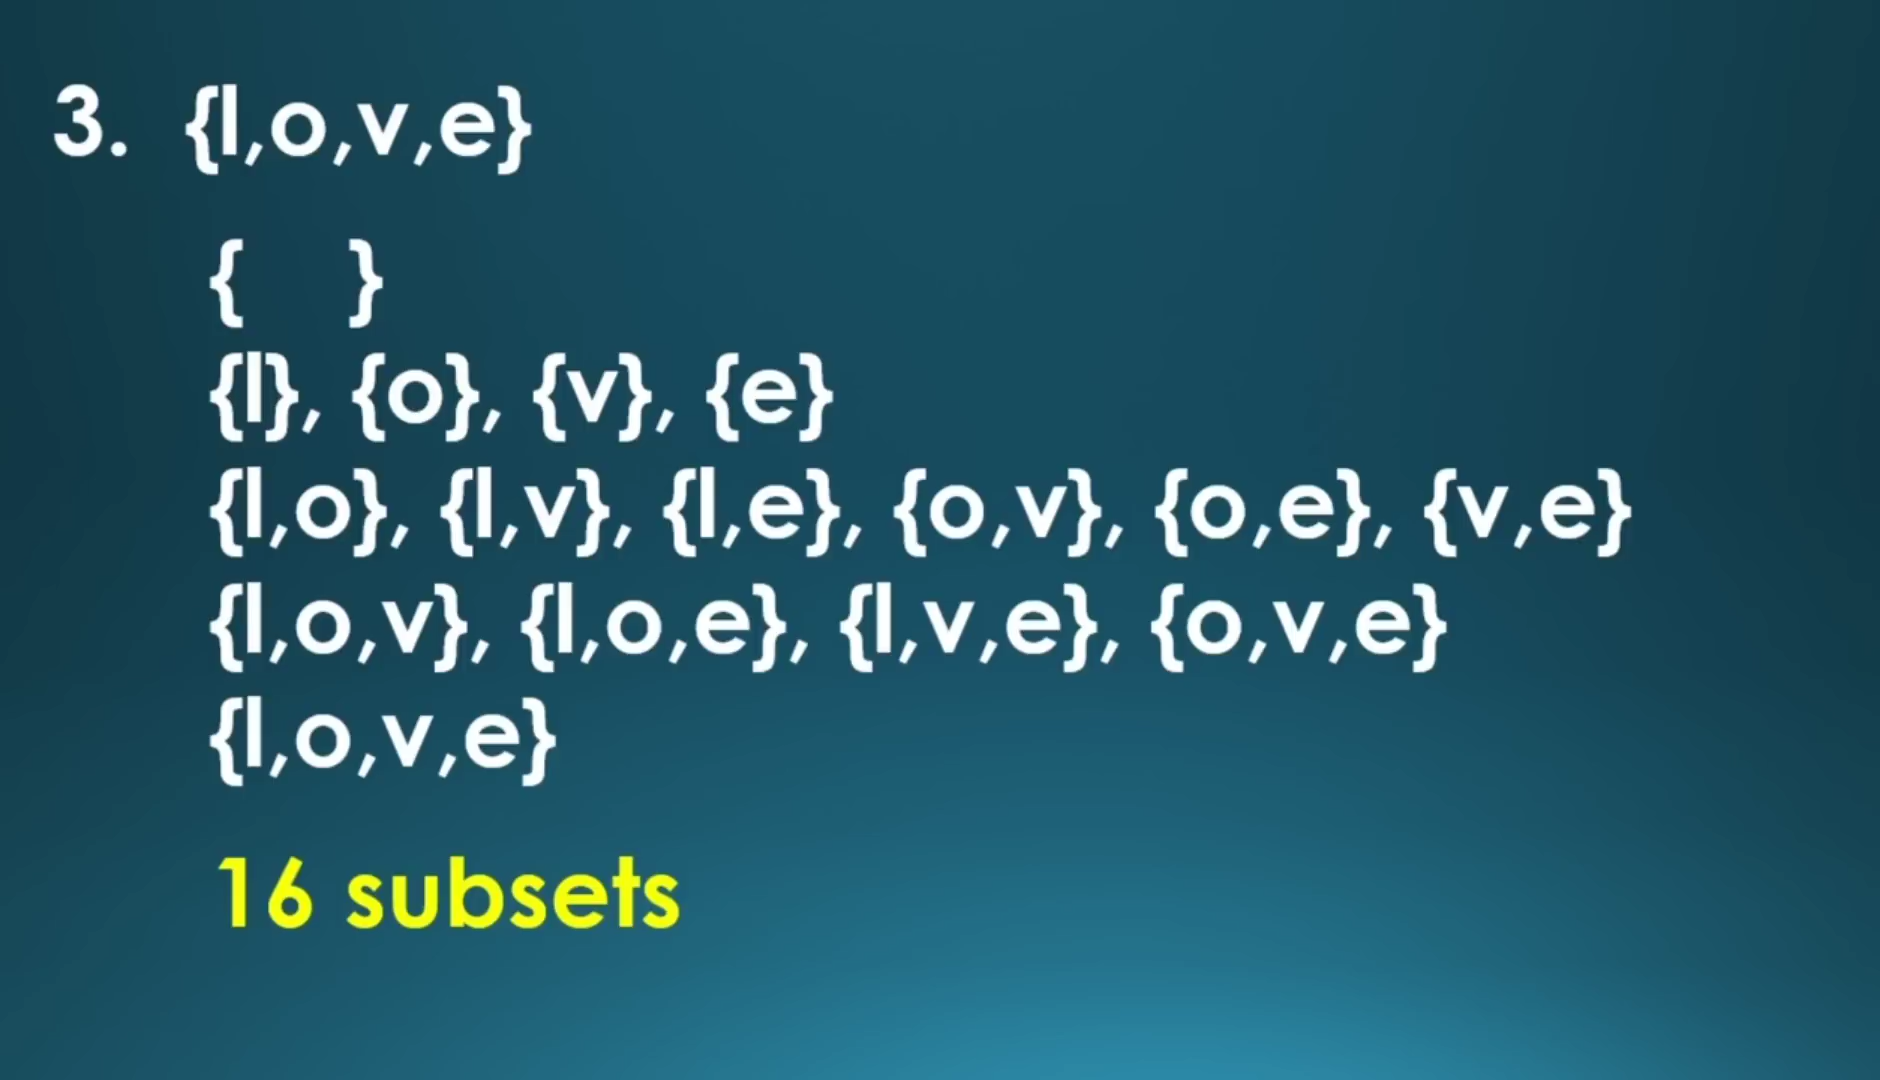 3. {l,o,v,e}
{ }
{l}, {o}, {v}, {e}
{l,o}, {l,v}, {l,e}, {o,v}, {o,e}, {v,e}
{l,o,v}, {l,o,e}, {l,v,e}, {o,v,e}
{l,o,v,e}
16 subsets